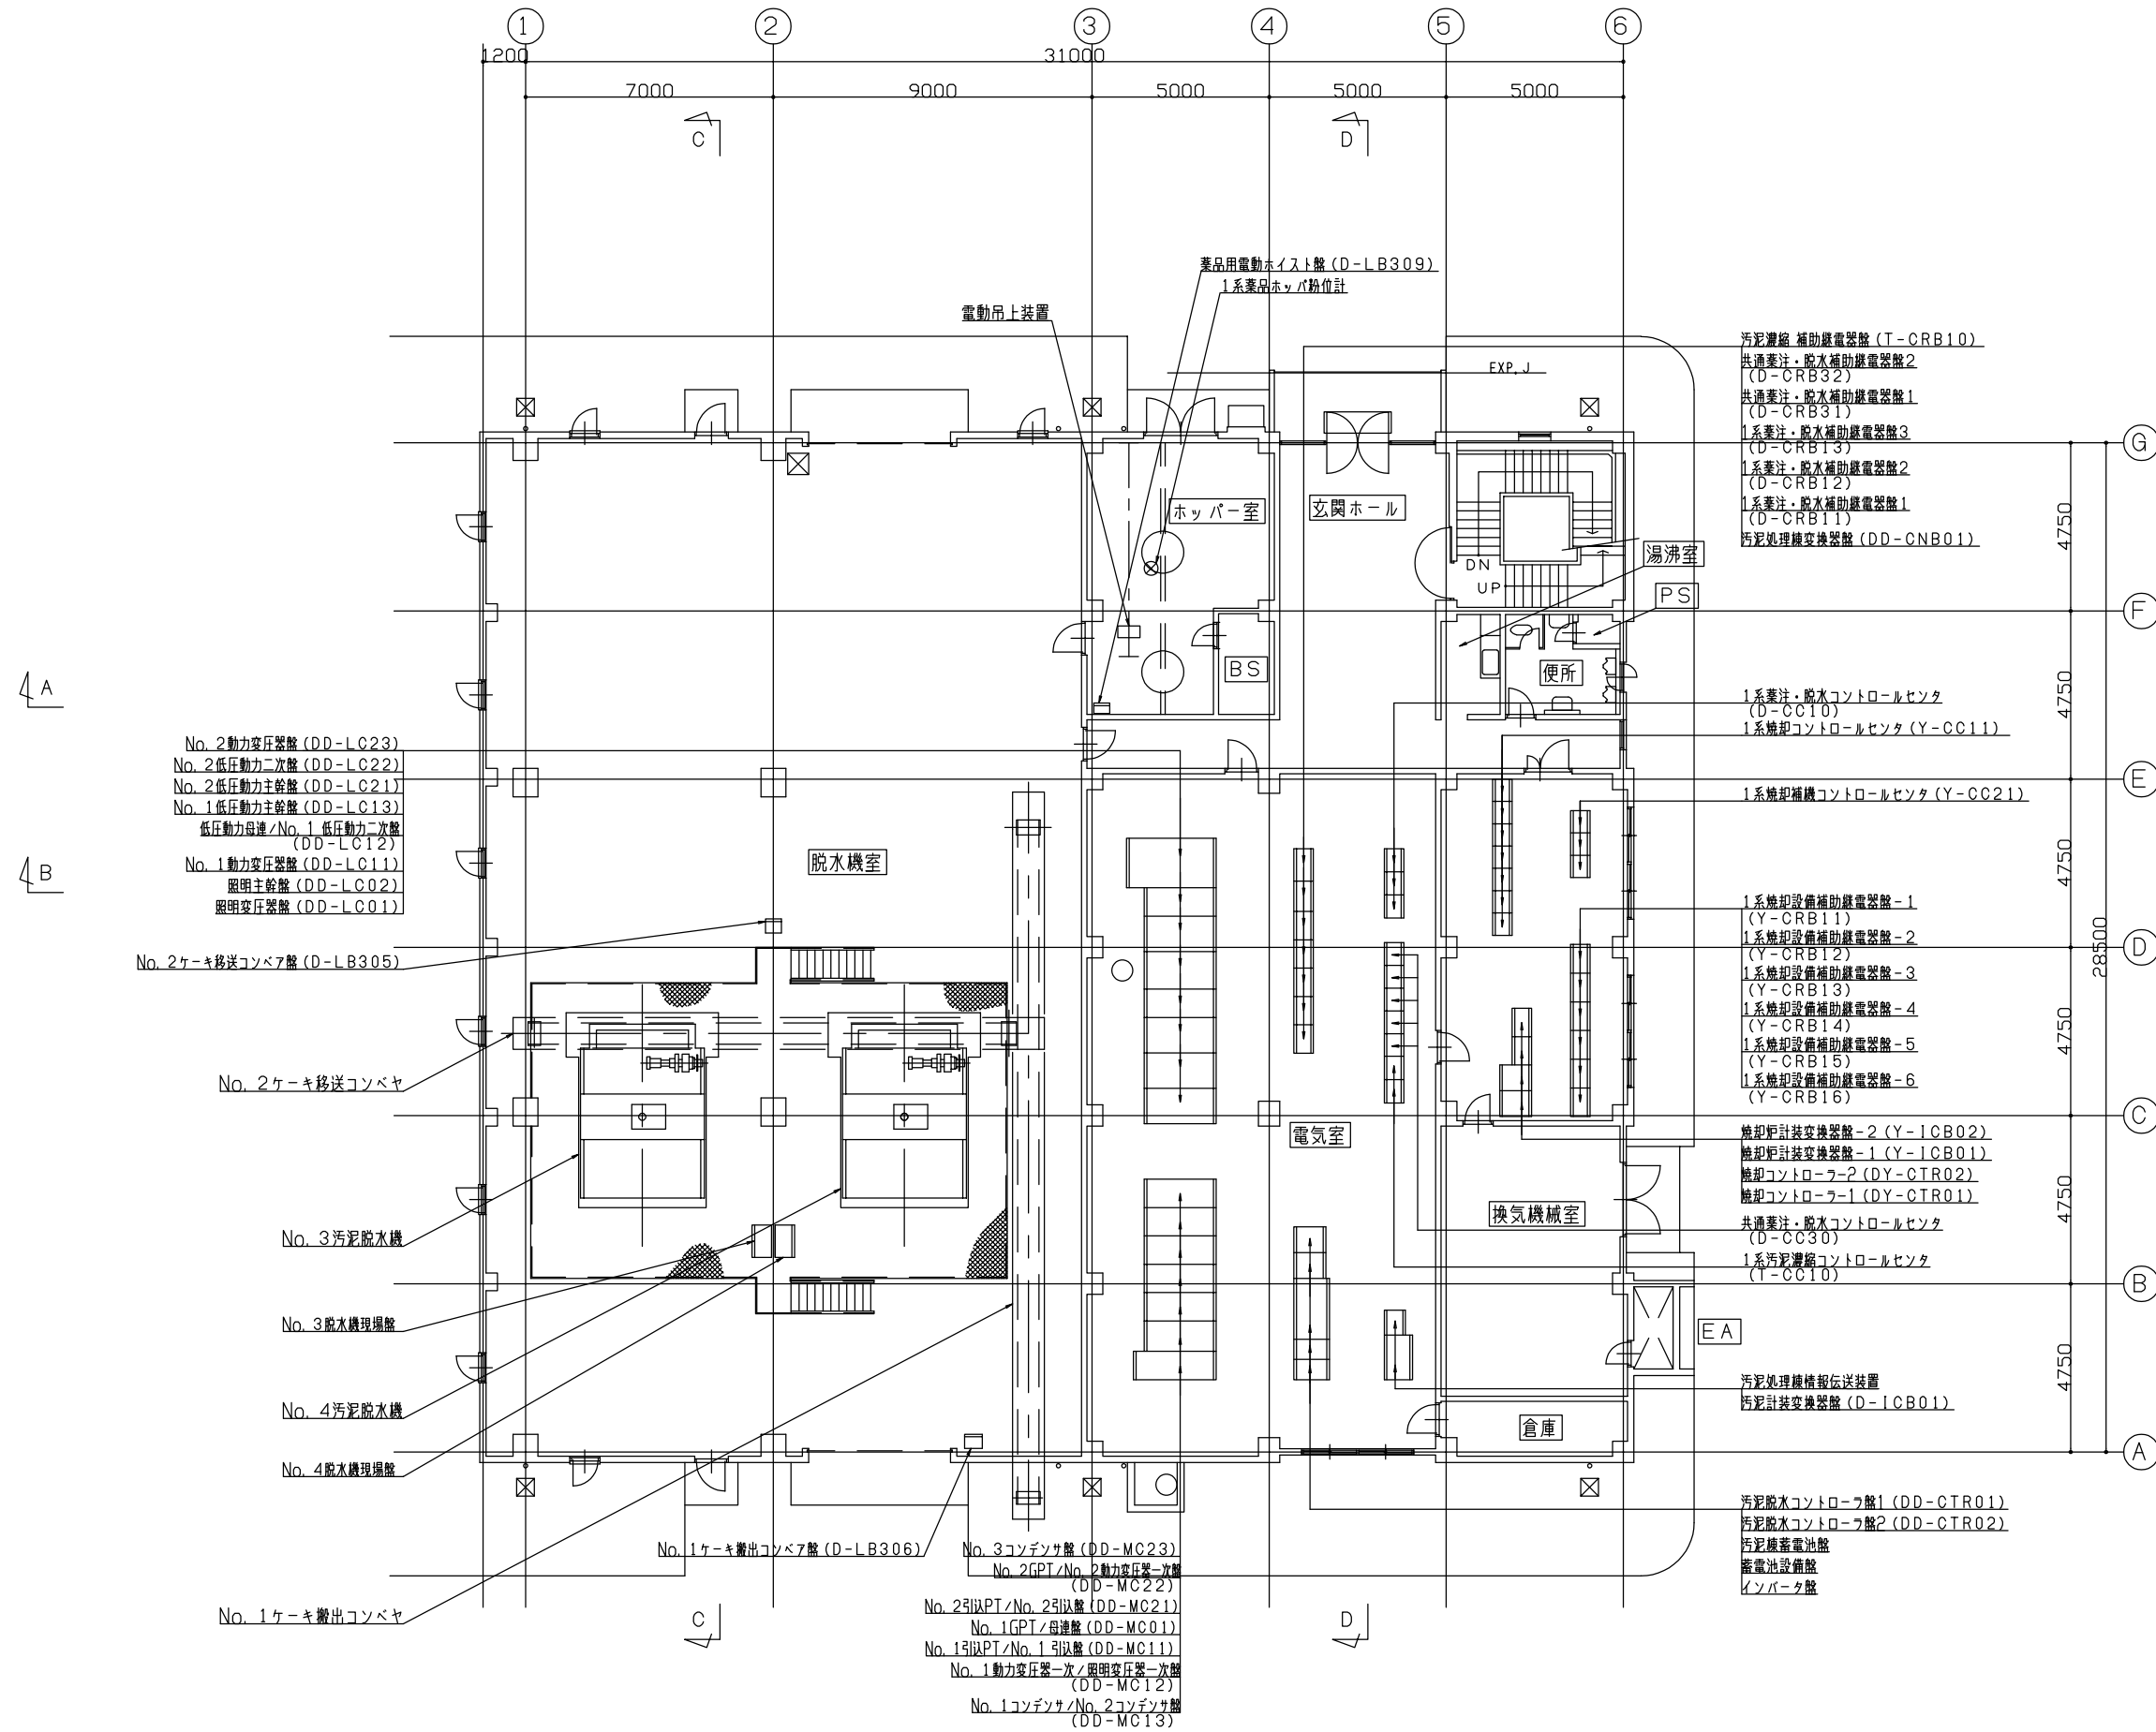 1 2 3 4 5 6
1200 31000
7000 9000 5000 5000 5000
C D
薬品用電動ホイスト盤(D-LB309)
1系薬品ホッパ粉位計
電動吊上装置
EXP.J
汚泥濃縮 補助継電器盤(T-CRB10)
共通薬注・脱水補助継電器盤2
(D-CRB32)
共通薬注・脱水補助継電器盤1
(D-CRB31)
1系薬注・脱水補助継電器盤3
(D-CRB13)
1系薬注・脱水補助継電器盤2
(D-CRB12)
1系薬注・脱水補助継電器盤1
(D-CRB11)
汚泥処理棟変換器盤(DD-CNB01)
G
F
E
D
C
B
A
4750
4750
4750
4750
4750
4750
28500
ホッパー室
玄関ホール
湯沸室
DN
UP
PS
BS
便所
A
B
1系薬注・脱水コントロールセンタ
(D-CC10)
1系焼却コントロールセンタ(Y-CC11)
1系焼却補機コントロールセンタ(Y-CC21)
No. 2動力変圧器盤(DD-LC23)
No. 2低圧動力二次盤(DD-LC22)
No. 2低圧動力主幹盤(DD-LC21)
No. 1低圧動力主幹盤(DD-LC13)
低圧動力母連/No. 1 低圧動力二次盤
(DD-LC12)
No. 1動力変圧器盤(DD-LC11)
照明主幹盤(DD-LC02)
照明変圧器盤(DD-LC01)
脱水機室
No. 2ケーキ移送コンベア盤(D-LB305)
No. 2ケーキ移送コンベヤ
No. 3汚泥脱水機
No. 3脱水機現場盤
No. 4汚泥脱水機
No. 4脱水機現場盤
No. 1ケーキ搬出コンベヤ
1系焼却設備補助継電器盤-1
(Y-CRB11)
1系焼却設備補助継電器盤-2
(Y-CRB12)
1系焼却設備補助継電器盤-3
(Y-CRB13)
1系焼却設備補助継電器盤-4
(Y-CRB14)
1系焼却設備補助継電器盤-5
(Y-CRB15)
1系焼却設備補助継電器盤-6
(Y-CRB16)
電気室
焼却炉計装変換器盤-2(Y-ICB02)
焼却炉計装変換器盤-1(Y-ICB01)
焼却コントローラー2(DY-CTR02)
焼却コントローラー1(DY-CTR01)
換気機械室
共通薬注・脱水コントロールセンタ
(D-CC30)
1系汚泥濃縮コントロールセンタ
(T-CC10)
EA
汚泥処理棟情報伝送装置
汚泥計装変換器盤(D-ICB01)
倉庫
汚泥脱水コントローラ盤1(DD-CTR01)
汚泥脱水コントローラ盤2(DD-CTR02)
汚泥棟蓄電池盤
蓄電池設備盤
インバータ盤
No. 1ケーキ搬出コンベア盤(D-LB306)
No. 3コンデンサ盤(DD-MC23)
No. 2GPT/No. 2動力変圧器一次盤
(DD-MC22)
No. 2引込PT/No. 2引込盤(DD-MC21)
No. 1GPT/母連盤(DD-MC01)
No. 1引込PT/No. 1 引込盤(DD-MC11)
No. 1動力変圧器一次/照明変圧器一次盤
(DD-MC12)
No. 1コンデンサ/No. 2コンデンサ盤
(DD-MC13)
C D